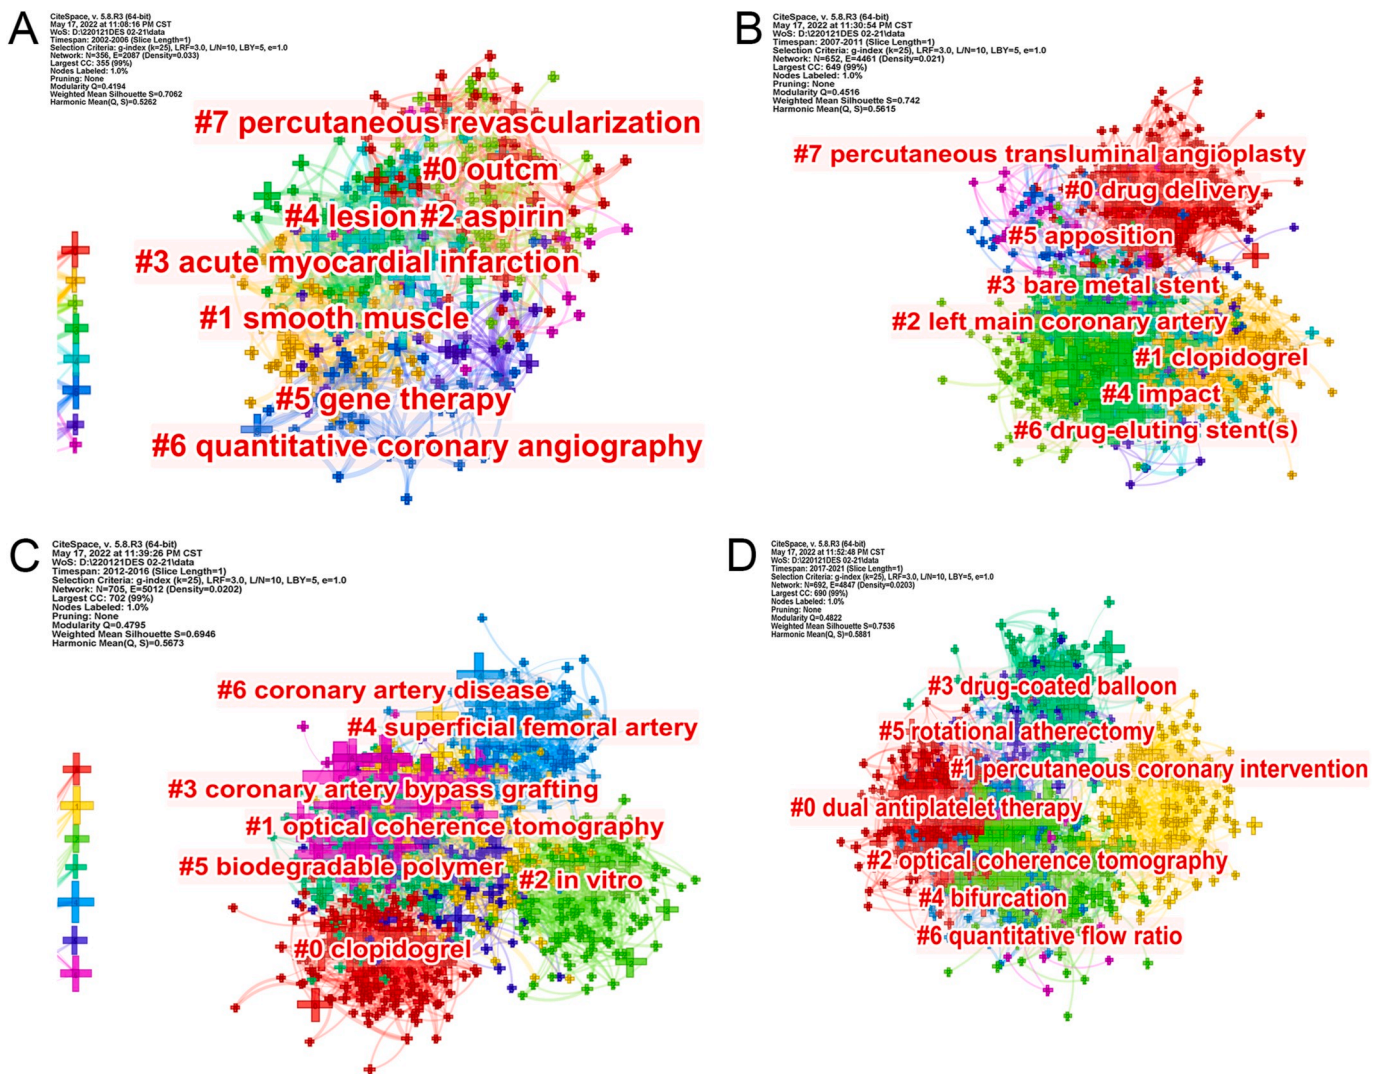 A
CiteSpace, v. 5.8.R3 (64-bit)
May 17, 2022 at 11:08:16 PM CST
WoS: D:\220121DES 02-21\data
Timespan: 2002-2006 (Slice Length=1)
Selection Criteria: g-index (k=25), LRF=3.0, L/N=10, LBY=5, e=1.0
Network: N=356, E=2087 (Density=0.033)
Largest CC: 355 (99%)
Nodes Labeled: 1.0%
Pruning: None
Modularity Q=0.4194
Weighted Mean Silhouette S=0.7062
Harmonic Mean(Q, S)=0.5262
#7 percutaneous revascularization
#0 outcm
#4 lesion
#2 aspirin
#3 acute myocardial infarction
#1 smooth muscle
#5 gene therapy
#6 quantitative coronary angiography
B
CiteSpace, v. 5.8.R3 (64-bit)
May 17, 2022 at 11:30:54 PM CST
WoS: D:\220121DES 02-21\data
Timespan: 2007-2011 (Slice Length=1)
Selection Criteria: g-index (k=25), LRF=3.0, L/N=10, LBY=5, e=1.0
Network: N=652, E=4461 (Density=0.021)
Largest CC: 649 (99%)
Nodes Labeled: 1.0%
Pruning: None
Modularity Q=0.4516
Weighted Mean Silhouette S=0.742
Harmonic Mean(Q, S)=0.5615
#7 percutaneous transluminal angioplasty
#0 drug delivery
#5 apposition
#3 bare metal stent
#2 left main coronary artery
#1 clopidogrel
#4 impact
#6 drug-eluting stent(s)
C
CiteSpace, v. 5.8.R3 (64-bit)
May 17, 2022 at 11:39:26 PM CST
WoS: D:\220121DES 02-21\data
Timespan: 2012-2016 (Slice Length=1)
Selection Criteria: g-index (k=25), LRF=3.0, L/N=10, LBY=5, e=1.0
Network: N=705, E=5012 (Density=0.0202)
Largest CC: 702 (99%)
Nodes Labeled: 1.0%
Pruning: None
Modularity Q=0.4795
Weighted Mean Silhouette S=0.6946
Harmonic Mean(Q, S)=0.5673
#6 coronary artery disease
#4 superficial femoral artery
#3 coronary artery bypass grafting
#1 optical coherence tomography
#5 biodegradable polymer
#2 in vitro
#0 clopidogrel
D
CiteSpace, v. 5.8.R3 (64-bit)
May 17, 2022 at 11:52:48 PM CST
WoS: D:\220121DES 02-21\data
Timespan: 2017-2021 (Slice Length=1)
Selection Criteria: g-index (k=25), LRF=3.0, L/N=10, LBY=5, e=1.0
Network: N=692, E=4847 (Density=0.0203)
Largest CC: 690 (99%)
Nodes Labeled: 1.0%
Pruning: None
Modularity Q=0.4822
Weighted Mean Silhouette S=0.7536
Harmonic Mean(Q, S)=0.5881
#3 drug-coated balloon
#5 rotational atherectomy
#1 percutaneous coronary intervention
#0 dual antiplatelet therapy
#2 optical coherence tomography
#4 bifurcation
#6 quantitative flow ratio